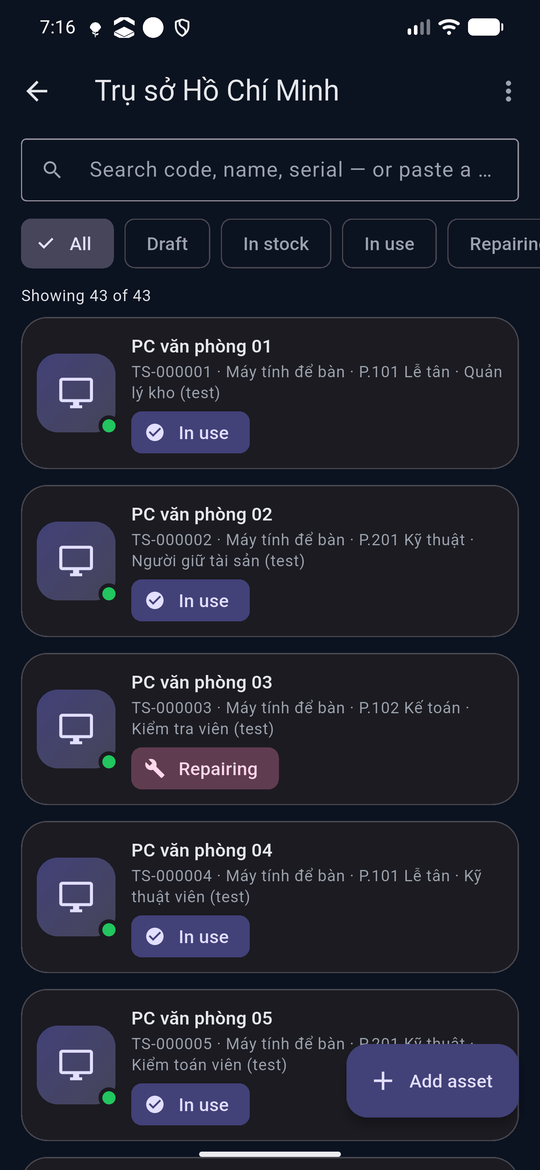 7:16
Trụ sở Hồ Chí Minh
Search code, name, serial — or paste a ...
All
Draft
In stock
In use
Repairin
Showing 43 of 43
PC văn phòng 01
TS-000001 · Máy tính để bàn · P.101 Lễ tân · Quản
lý kho (test)
In use
PC văn phòng 02
TS-000002 · Máy tính để bàn · P.201 Kỹ thuật ·
Người giữ tài sản (test)
In use
PC văn phòng 03
TS-000003 · Máy tính để bàn · P.102 Kế toán ·
Kiểm tra viên (test)
Repairing
PC văn phòng 04
TS-000004 · Máy tính để bàn · P.101 Lễ tân · Kỹ
thuật viên (test)
In use
PC văn phòng 05
TS-000005 · Máy tính để bàn · P.201 Kỹ thuật ·
Kiểm toán viên (test)
In use
Add asset